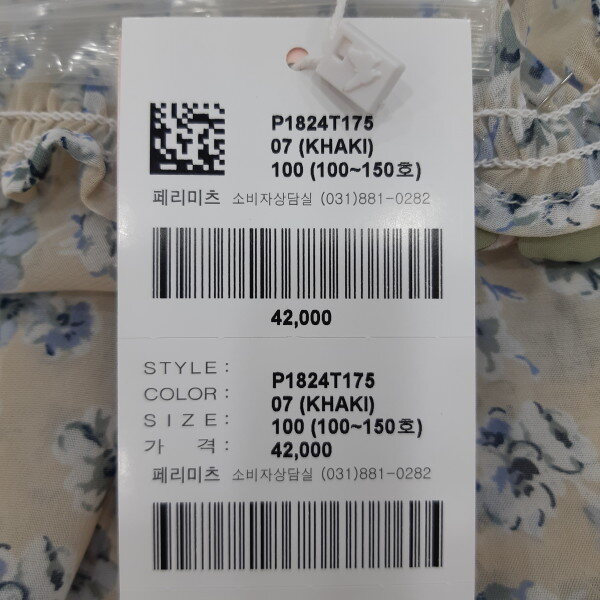 P1824T175
07 (KHAKI)
100 (100~150호)
페리미츠 소비자상담실 (031)881-0282
42,000
STYLE: P1824T175
COLOR: 07 (KHAKI)
SIZE: 100 (100~150호)
가 격: 42,000
페리미츠 소비자상담실 (031)881-0282